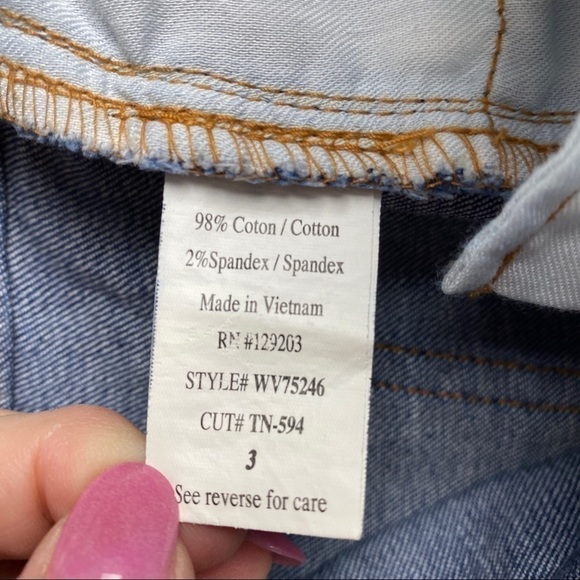 98% Coton / Cotton
2%Spandex / Spandex
Made in Vietnam
RN #129203
STYLE# WV75246
CUT# TN-594
3
See reverse for care